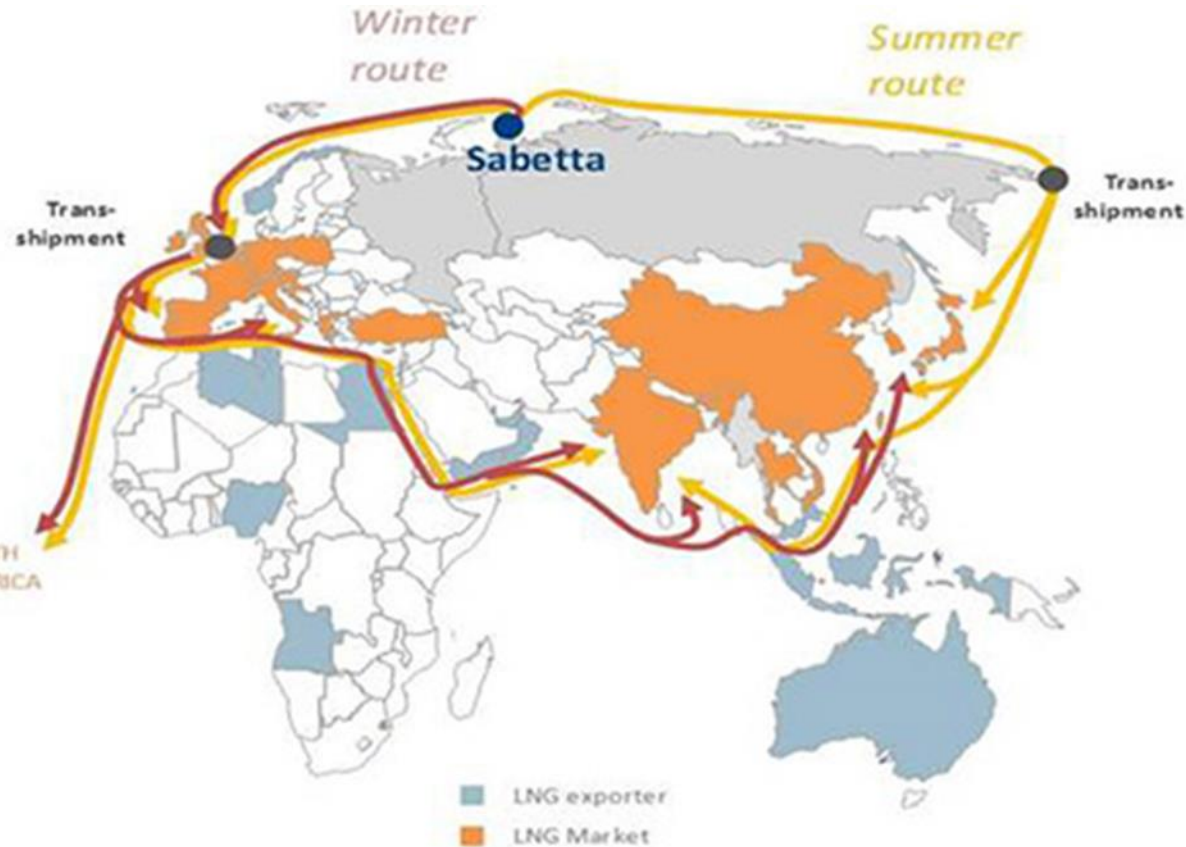 Winter
route
Summer
route
Sabetta
Trans-
shipment
Trans-
shipment
LNG exporter
LNG Market